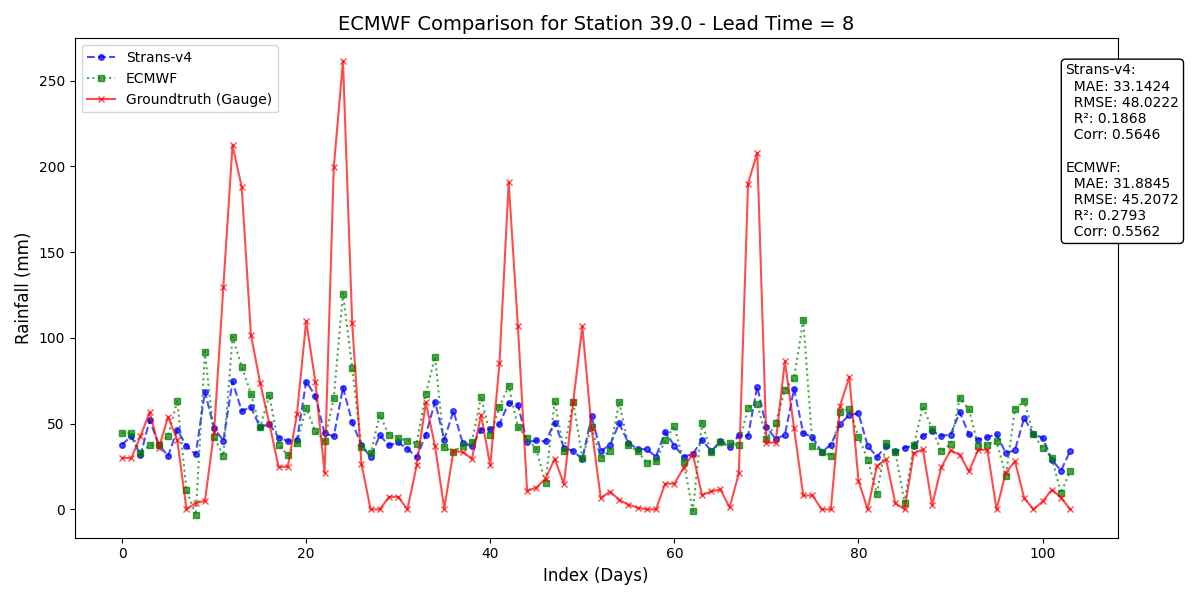 ECMWF Comparison for Station 39.0 - Lead Time = 8
Strans-v4
ECMWF
Groundtruth (Gauge)
Strans-v4:
MAE: 33.1424
RMSE: 48.0222
R²: 0.1868
Corr: 0.5646
ECMWF:
MAE: 31.8845
RMSE: 45.2072
R²: 0.2793
Corr: 0.5562
Rainfall (mm)
250
200
150
100
50
0
0 20 40 60 80 100
Index (Days)